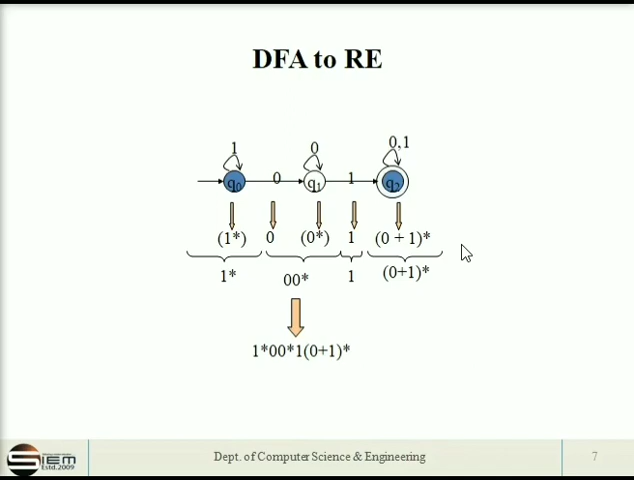 DFA to RE
1 0 0,1
q0 0 q1 1 q2
(1*) 0 (0*) 1 (0 + 1)*
1* 00* 1 (0+1)*
1*00*1(0+1)*
SIEM
Estd.2009
Dept. of Computer Science & Engineering
7